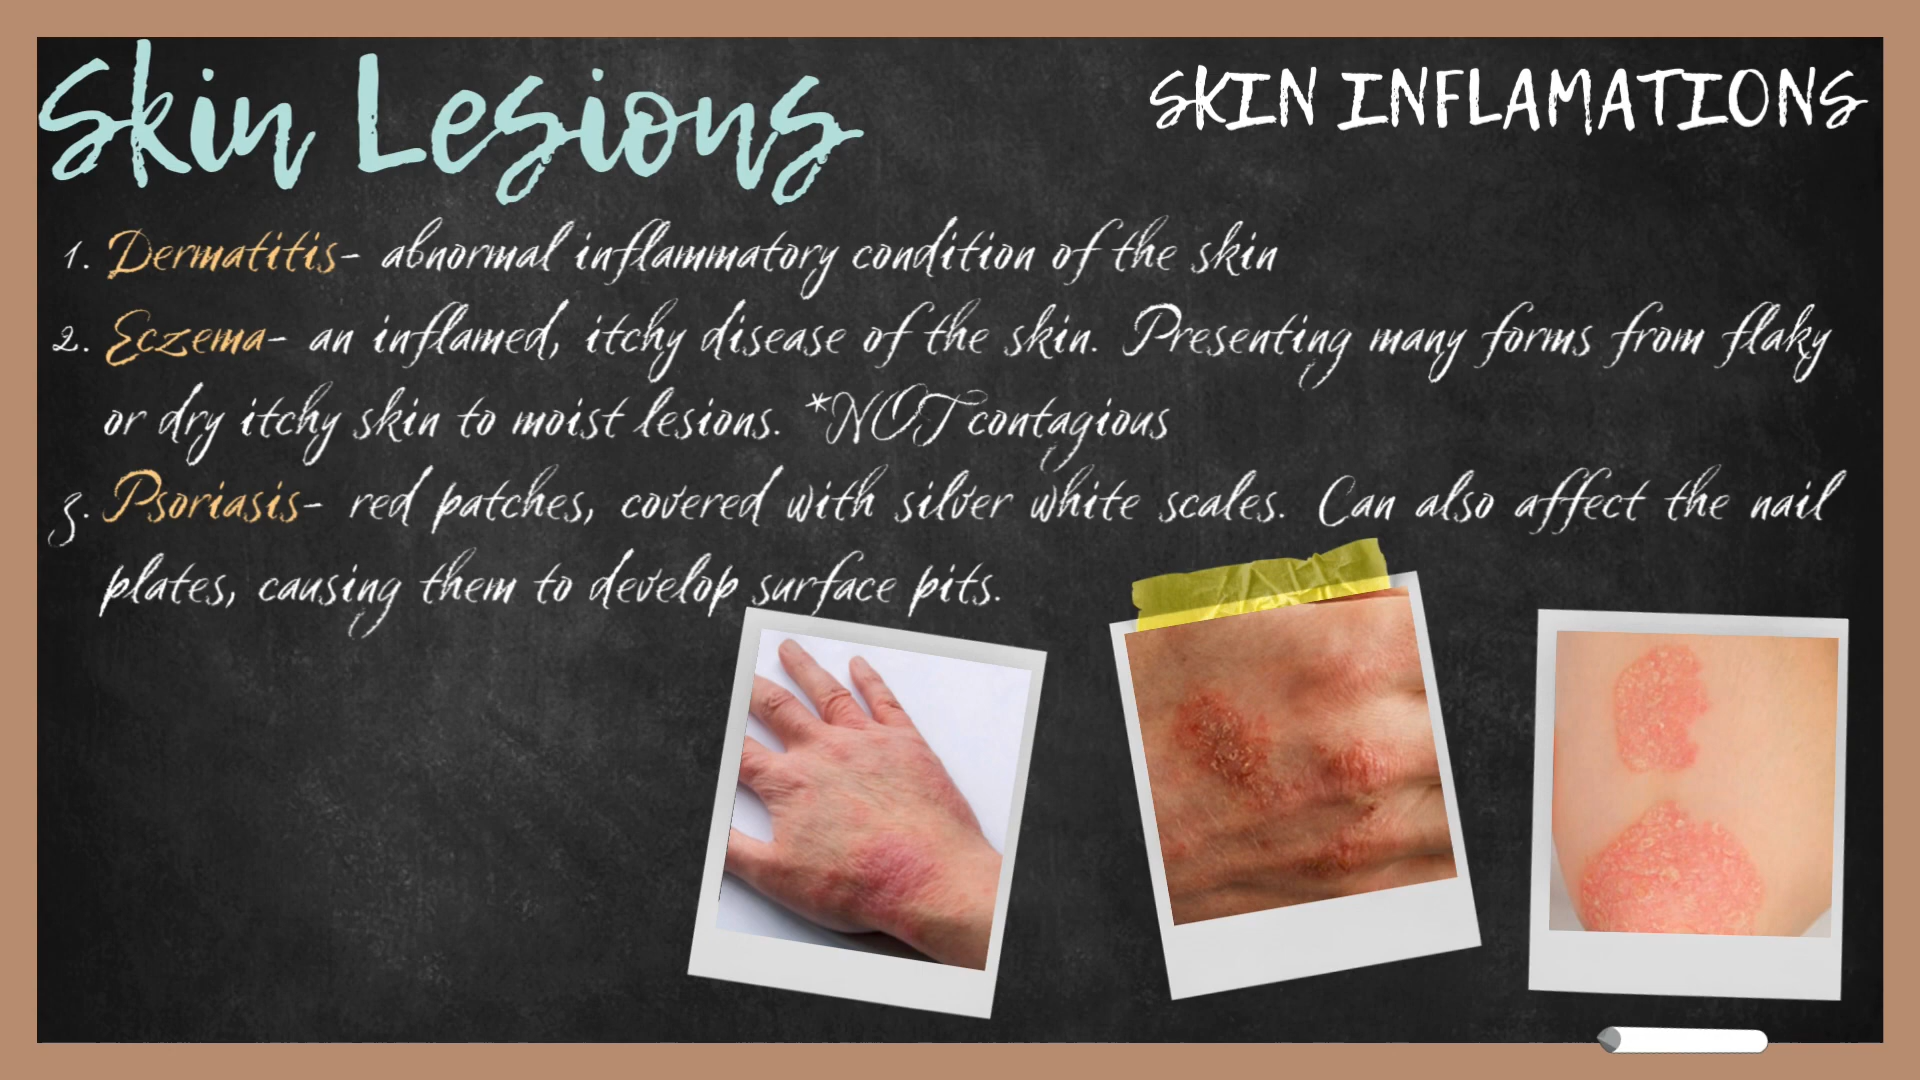 Skin Lesions
SKIN INFLAMATIONS
1. Dermatitis- abnormal inflammatory condition of the skin
2. Eczema- an inflamed, itchy disease of the skin. Presenting many forms from flaky
or dry itchy skin to moist lesions. *NOT contagious
3. Psoriasis- red patches, covered with silver white scales. Can also affect the nail
plates, causing them to develop surface pits.